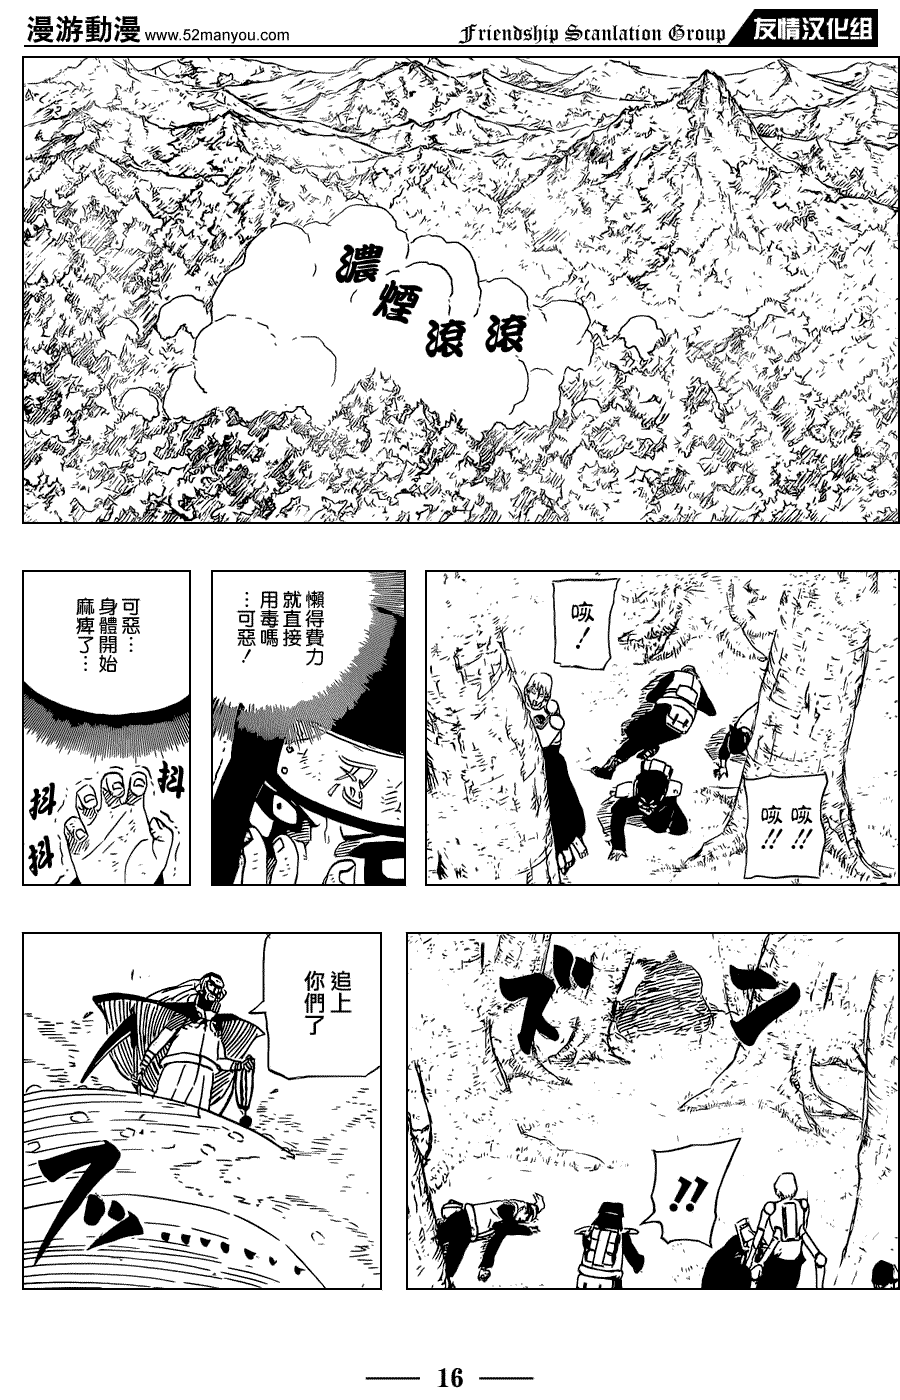 漫游動漫 www.52manyou.com
Friendship Scanlation Group 友情汉化组
濃煙滾滾
咳！
咳！！咳！！
懶得費力
就直接
用毒嗎
…可惡！
忍
可惡…
身體開始
麻痺了…
抖
抖
抖
ズン
！！
追上
你們了
フッ
16